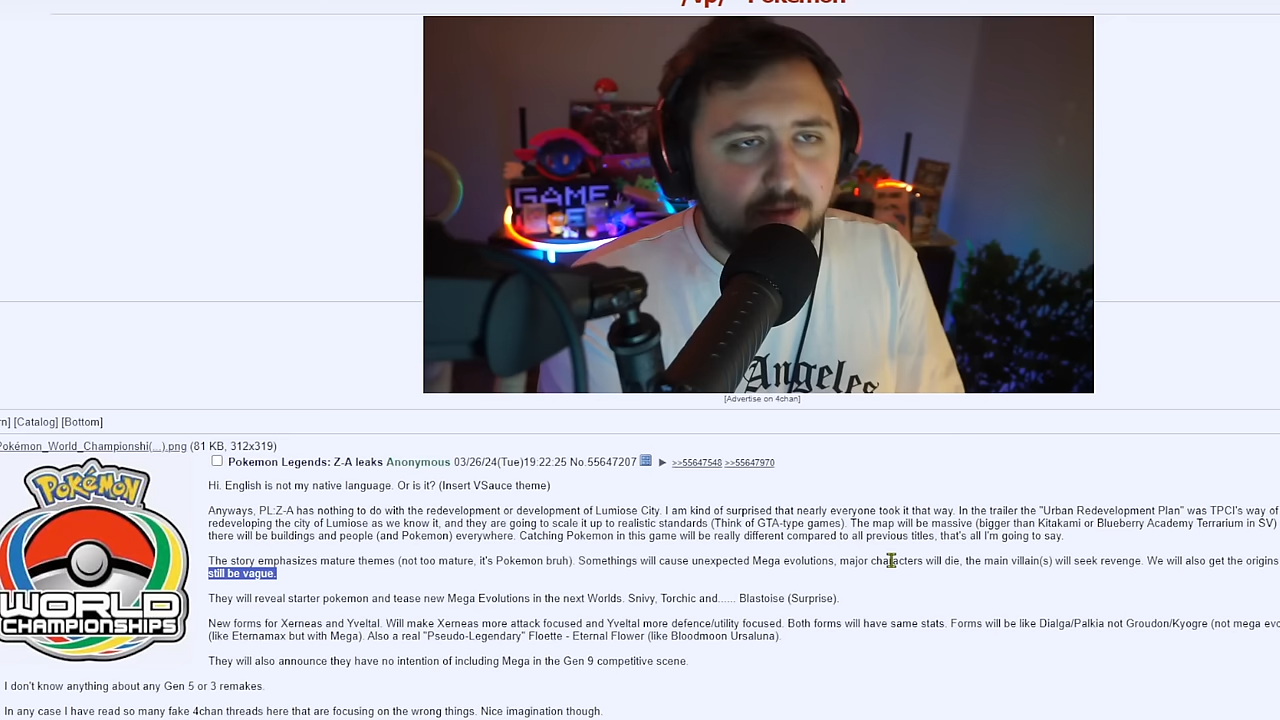 /vp/ - Pokémon
GAME
Angeles
[Advertise on 4chan]
rn] [Catalog] [Bottom]
Pokémon_World_Championshi(...).png (81 KB, 312x319)
Pokemon Legends: Z-A leaks Anonymous 03/26/24(Tue)19:22:25 No.55647207 ▶ >>55647548 >>55647970
Hi. English is not my native language. Or is it? (Insert VSauce theme)
Anyways, PL:Z-A has nothing to do with the redevelopment or development of Lumiose City. I am kind of surprised that nearly everyone took it that way. In the trailer the "Urban Redevelopment Plan" was TPCI's way of
redeveloping the city of Lumiose as we know it, and they are going to scale it up to realistic standards (Think of GTA-type games). The map will be massive (bigger than Kitakami or Blueberry Academy Terrarium in SV)
there will be buildings and people (and Pokemon) everywhere. Catching Pokemon in this game will be really different compared to all previous titles, that's all I'm going to say.
The story emphasizes mature themes (not too mature, it's Pokemon bruh). Somethings will cause unexpected Mega evolutions, major characters will die, the main villain(s) will seek revenge. We will also get the origins
still be vague.
They will reveal starter pokemon and tease new Mega Evolutions in the next Worlds. Snivy, Torchic and...... Blastoise (Surprise).
New forms for Xerneas and Yveltal. Will make Xerneas more attack focused and Yveltal more defence/utility focused. Both forms will have same stats. Forms will be like Dialga/Palkia not Groudon/Kyogre (not mega evo
(like Eternamax but with Mega). Also a real "Pseudo-Legendary" Floette - Eternal Flower (like Bloodmoon Ursaluna).
They will also announce they have no intention of including Mega in the Gen 9 competitive scene.
I don't know anything about any Gen 5 or 3 remakes.
In any case I have read so many fake 4chan threads here that are focusing on the wrong things. Nice imagination though.
POKéMON
WORLD
CHAMPIONSHIPS